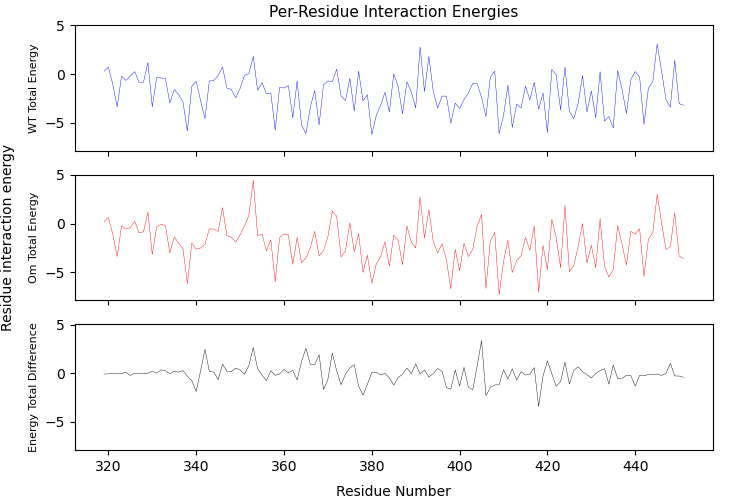 Per-Residue Interaction Energies
Residue interaction energy
WT Total Energy
5
0
−5
Om Total Energy
5
0
−5
Energy Total Difference
5
0
−5
320 340 360 380 400 420 440
Residue Number